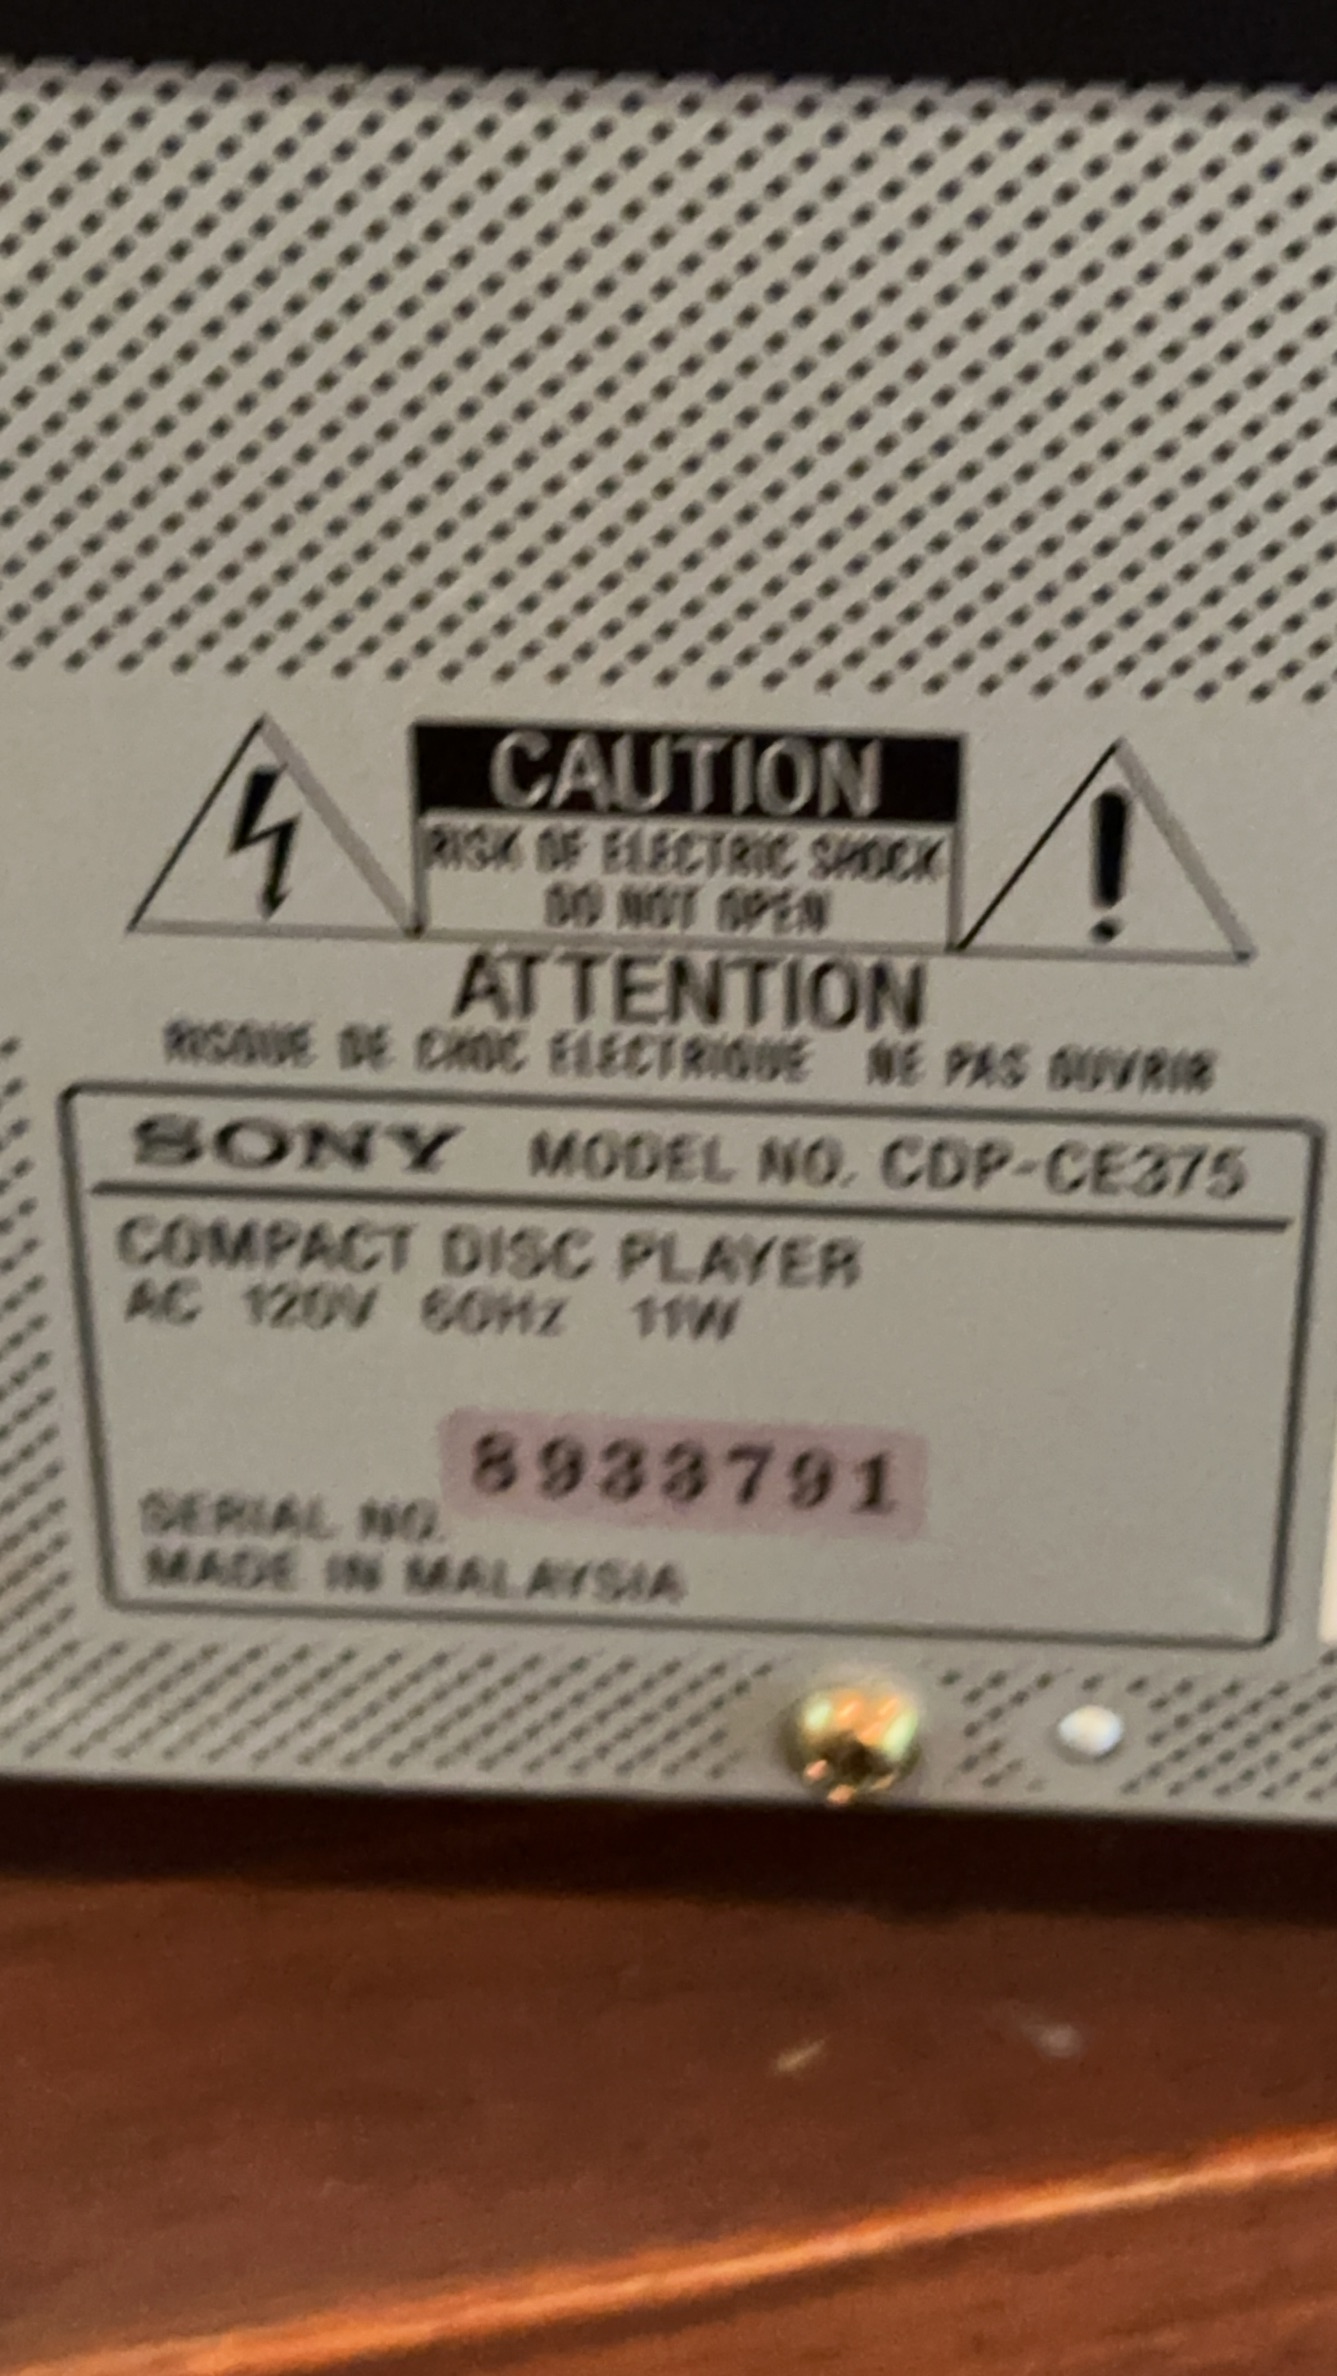 CAUTION
RISK OF ELECTRIC SHOCK
DO NOT OPEN
ATTENTION
RISQUE DE CHOC ELECTRIQUE NE PAS OUVRIR
SONY MODEL NO. CDP-CE375
COMPACT DISC PLAYER
AC 120V 60Hz 11W
8933791
SERIAL NO.
MADE IN MALAYSIA